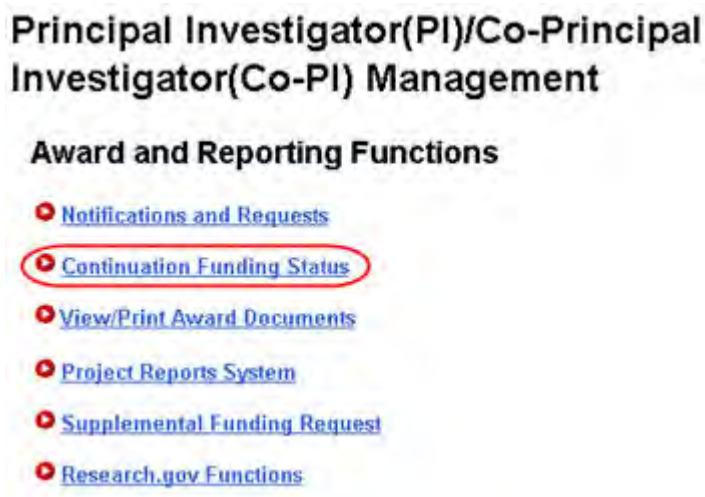 Principal Investigator(PI)/Co-Principal
Investigator(Co-PI) Management
Award and Reporting Functions
Notifications and Requests
Continuation Funding Status
View/Print Award Documents
Project Reports System
Supplemental Funding Request
Research.gov Functions